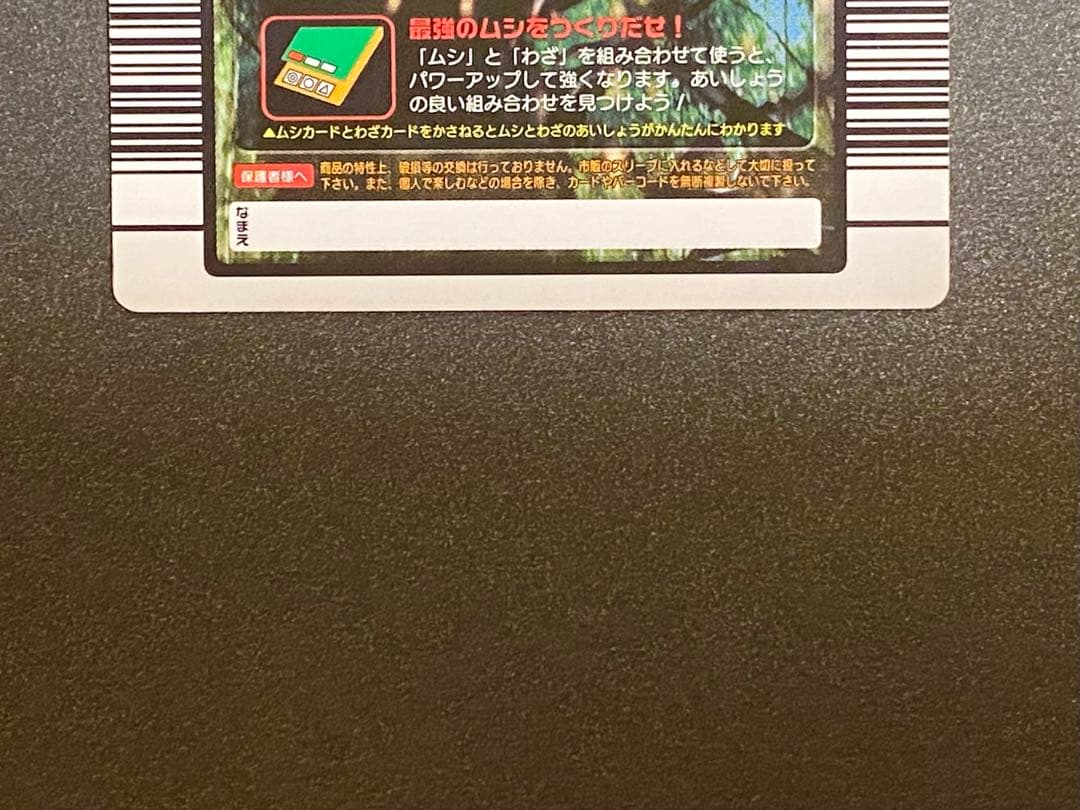 最強のムシをつくりだせ!
「ムシ」と「わざ」を組み合わせて使うと、
パワーアップして強くなります。あいしょう
の良い組み合わせを見つけよう!
▲ムシカードとわざカードをかさねるとムシとわざのあいしょうがかんたんにわかります
保護者様へ
商品の特性上、破損等の交換は行っておりません。市販のスリーブに入れるなどして大切に扱って
下さい。また、個人で楽しむなどの場合を除き、カードやバーコードを無断複製しないで下さい。
なまえ